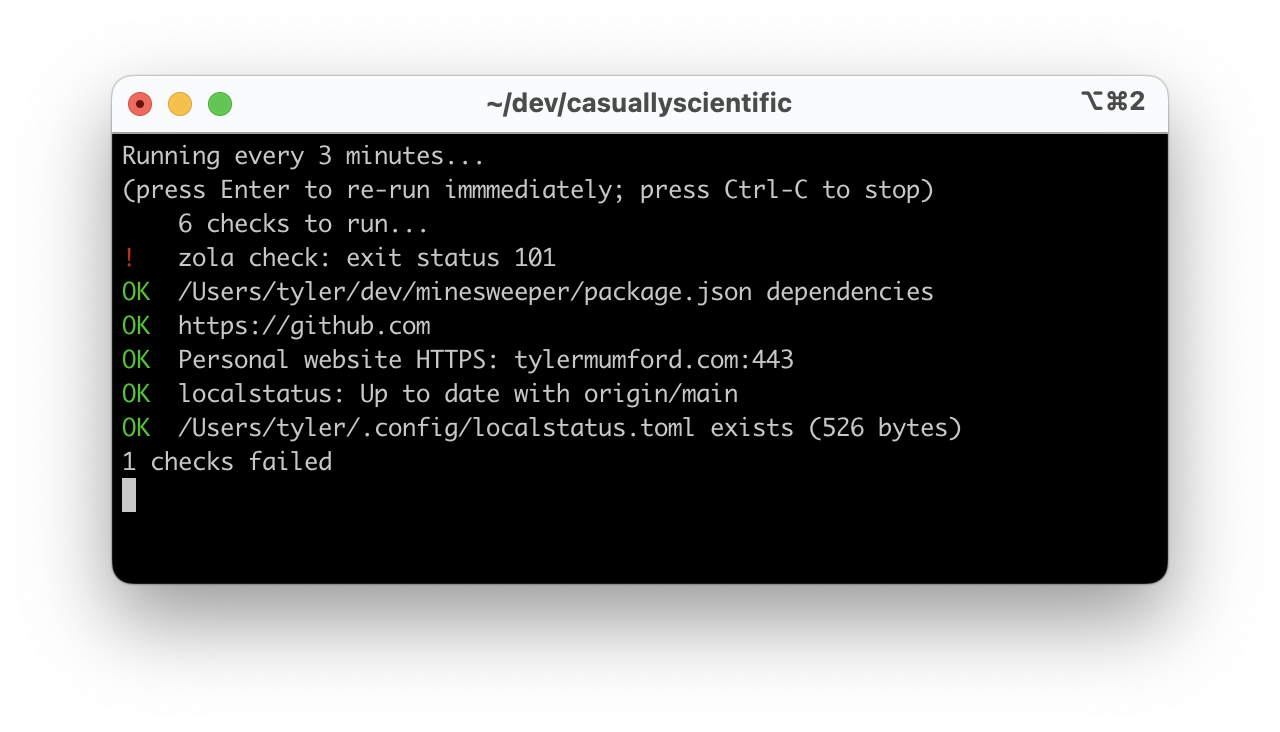 ~/dev/casuallyscientific
⌥⌘2
Running every 3 minutes...
(press Enter to re-run immmediately; press Ctrl-C to stop)
6 checks to run...
! zola check: exit status 101
OK /Users/tyler/dev/minesweeper/package.json dependencies
OK https://github.com
OK Personal website HTTPS: tylermumford.com:443
OK localstatus: Up to date with origin/main
OK /Users/tyler/.config/localstatus.toml exists (526 bytes)
1 checks failed